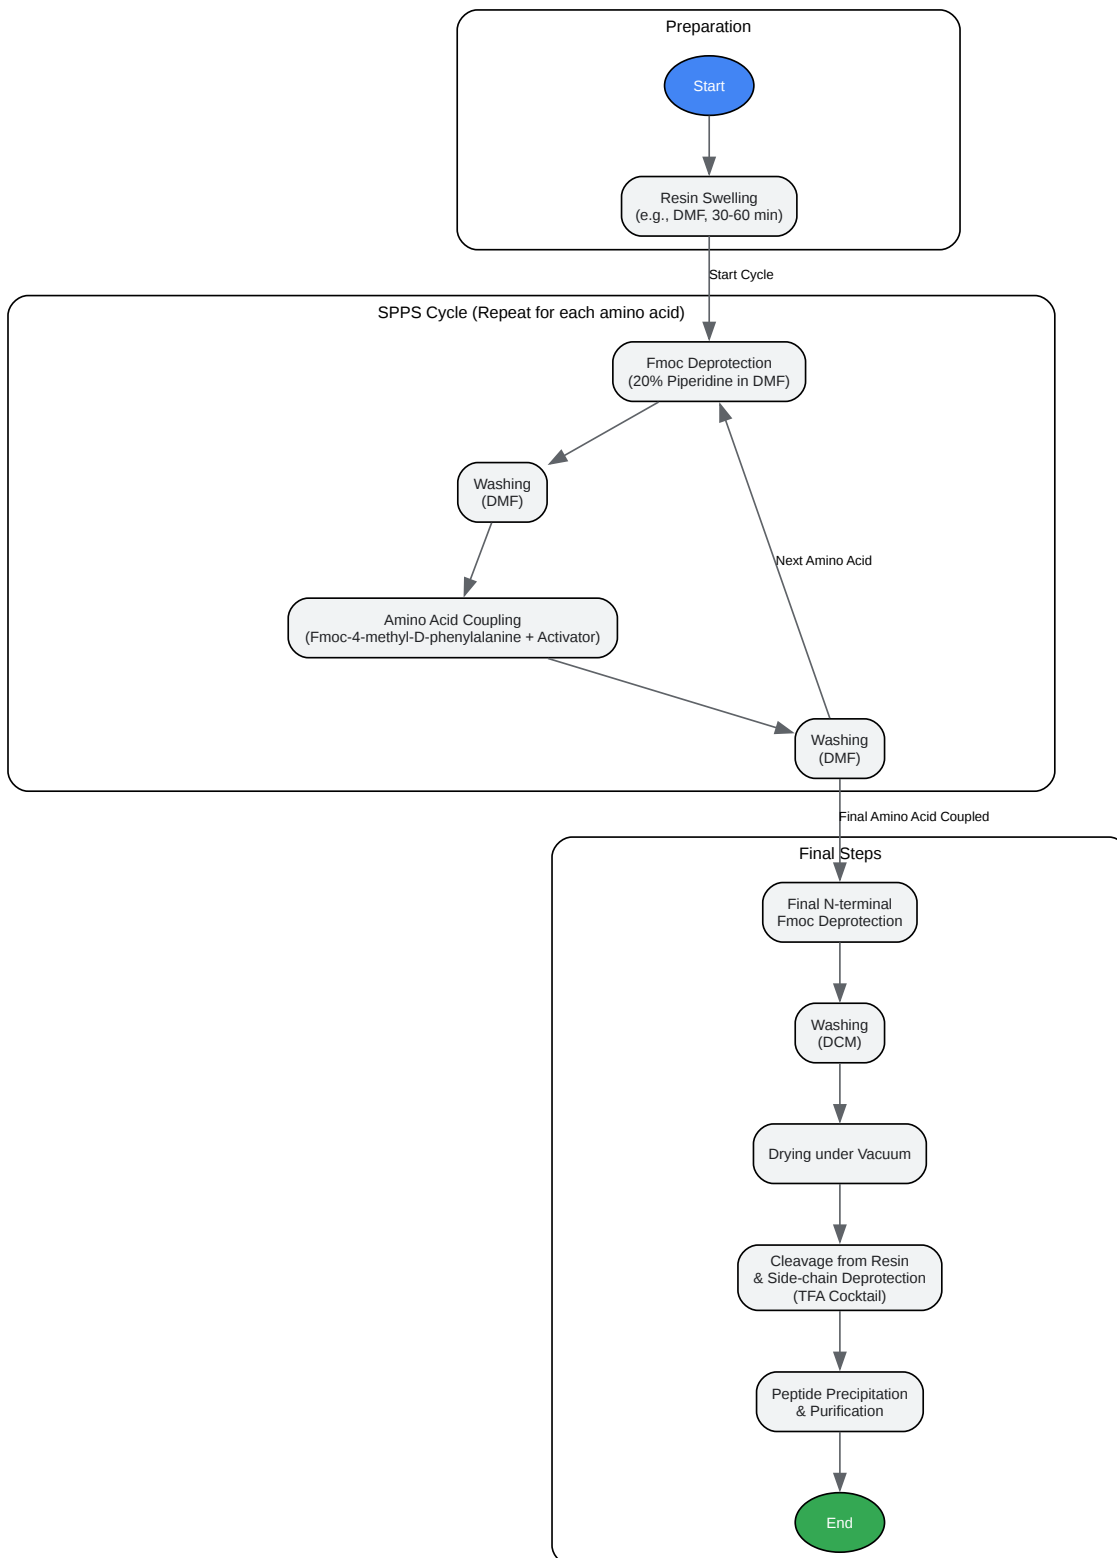 Preparation
Start
Resin Swelling
(e.g., DMF, 30-60 min)
Start Cycle
SPPS Cycle (Repeat for each amino acid)
Fmoc Deprotection
(20% Piperidine in DMF)
Washing
(DMF)
Next Amino Acid
Amino Acid Coupling
(Fmoc-4-methyl-D-phenylalanine + Activator)
Washing
(DMF)
Final Amino Acid Coupled
Final Steps
Final N-terminal
Fmoc Deprotection
Washing
(DCM)
Drying under Vacuum
Cleavage from Resin
& Side-chain Deprotection
(TFA Cocktail)
Peptide Precipitation
& Purification
End